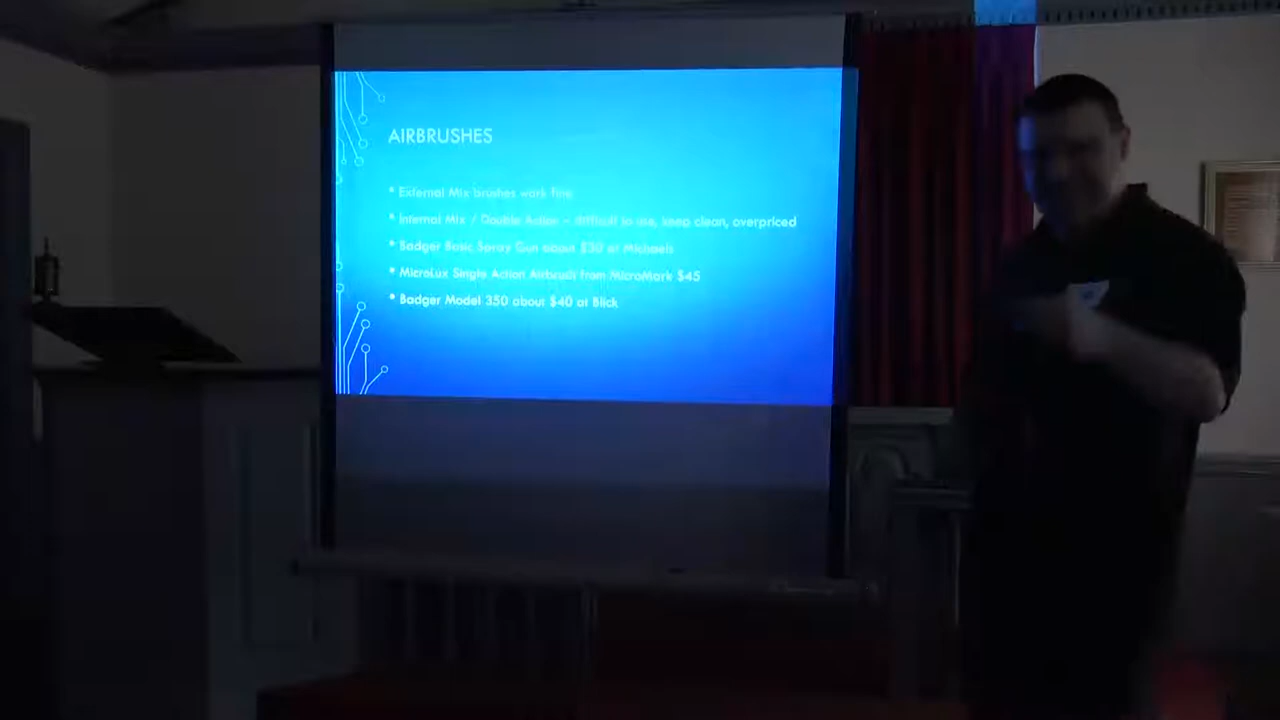 AIRBRUSHES
* External Mix brushes work fine
* Internal Mix / Double Action – difficult to use, keep clean, overpriced
* Badger Basic Spray Gun about $30 at Michaels
* MicroLux Single Action Airbrush from MicroMark $45
* Badger Model 350 about $40 at Blick